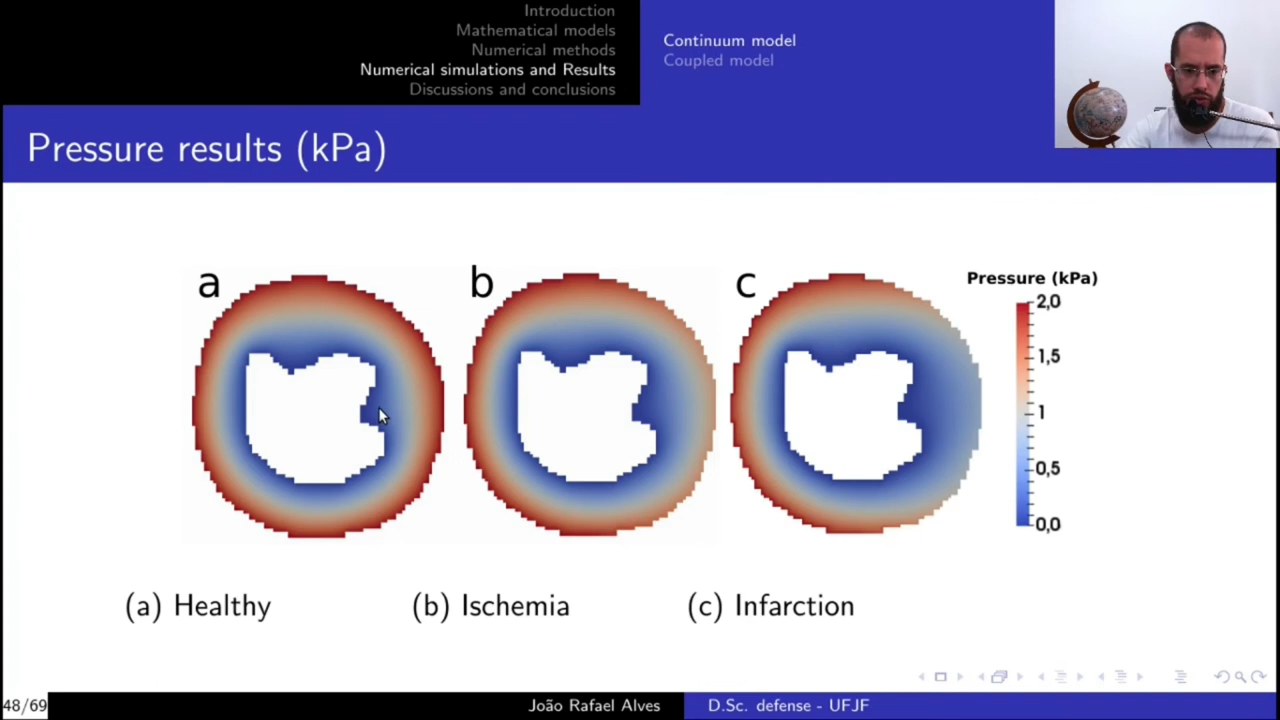 Introduction
Mathematical models
Numerical methods
Numerical simulations and Results
Discussions and conclusions
Continuum model
Coupled model
Pressure results (kPa)
a
b
c
Pressure (kPa)
2,0
1,5
1
0,5
0,0
(a) Healthy
(b) Ischemia
(c) Infarction
48/69
João Rafael Alves
D.Sc. defense - UFJF